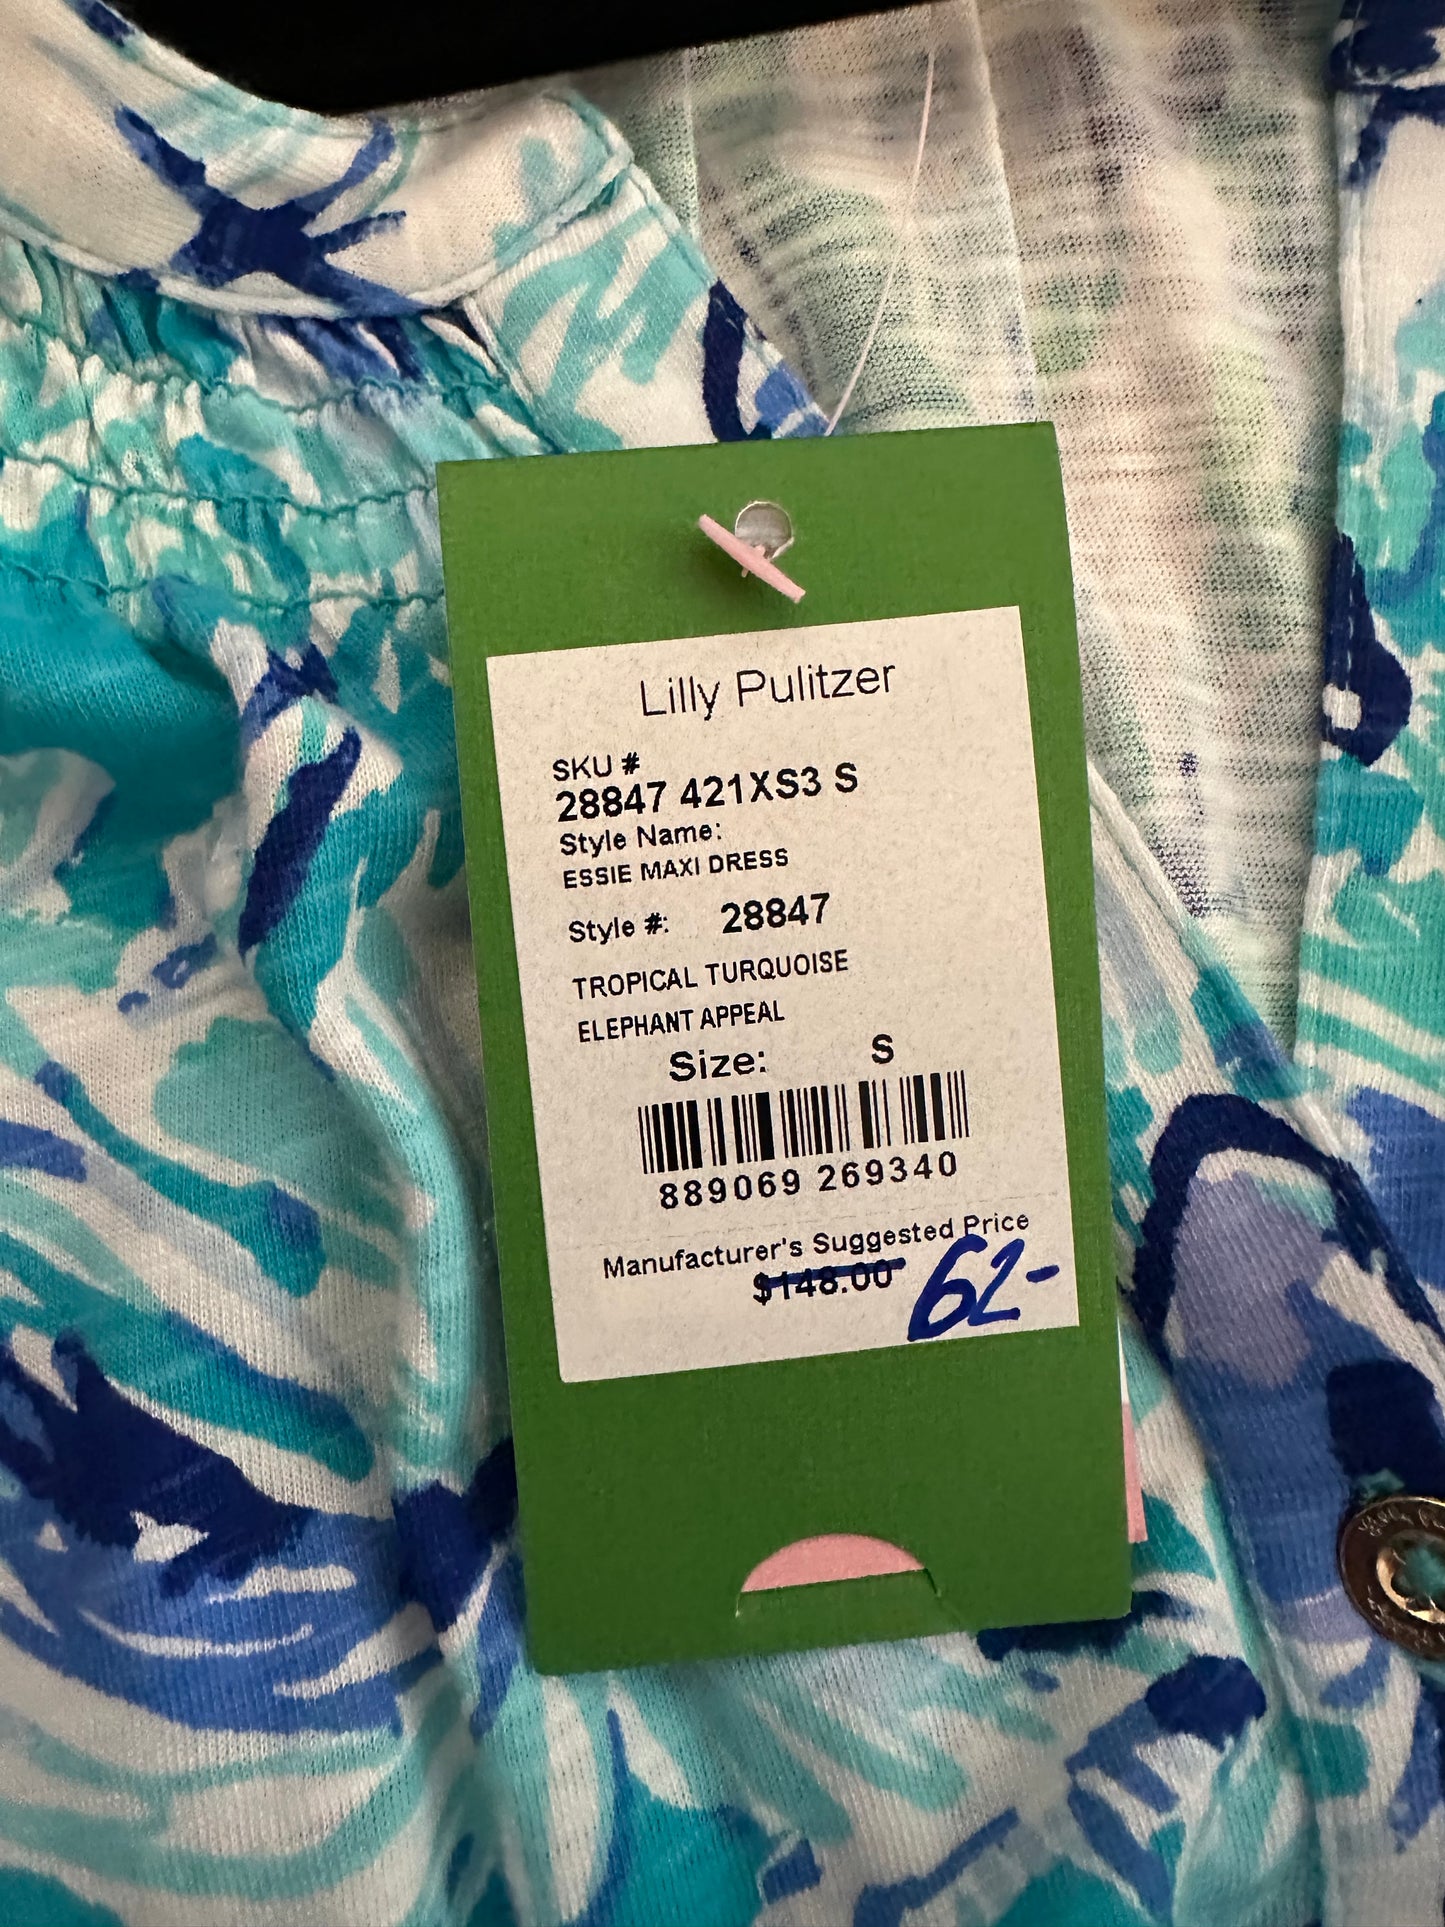 Lilly Pulitzer
SKU #
28847 421XS3 S
Style Name:
ESSIE MAXI DRESS
Style #: 28847
TROPICAL TURQUOISE
ELEPHANT APPEAL
Size: S
889069 269340
Manufacturer's Suggested Price
$148.00 62-